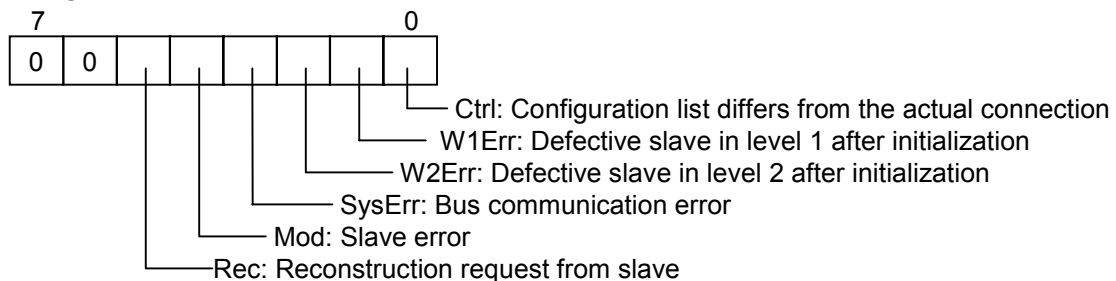 7 0
0 0
Ctrl: Configuration list differs from the actual connection
W1Err: Defective slave in level 1 after initialization
W2Err: Defective slave in level 2 after initialization
SysErr: Bus communication error
Mod: Slave error
Rec: Reconstruction request from slave